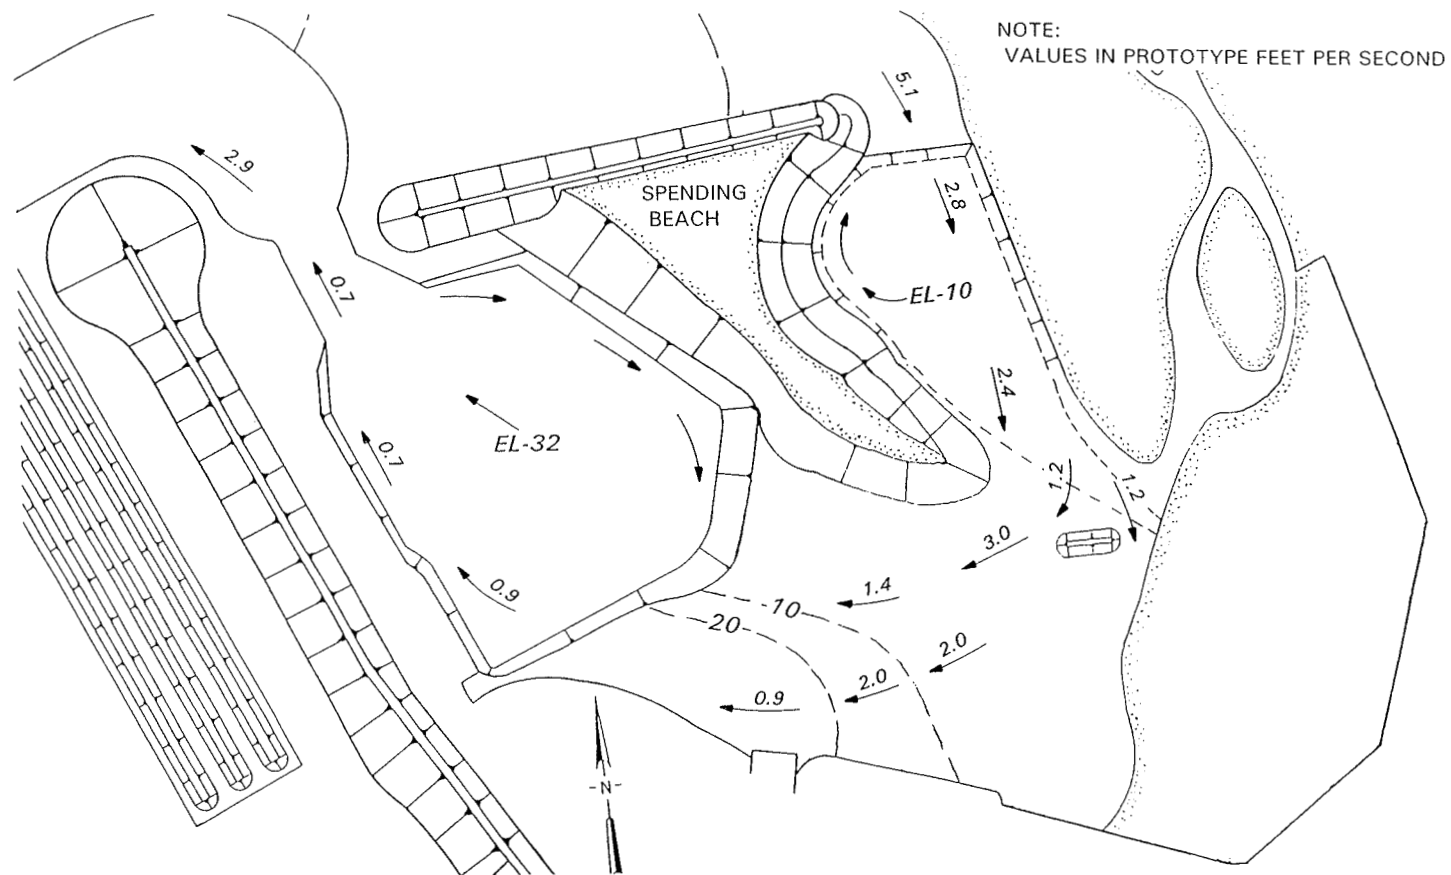 NOTE:
VALUES IN PROTOTYPE FEET PER SECOND
5.1
2.9
SPENDING
BEACH
2.8
0.7
EL-10
2.4
EL-32
0.7
1.2
1.2
3.0
0.9
1.4
10
20
2.0
2.0
0.9
-N-